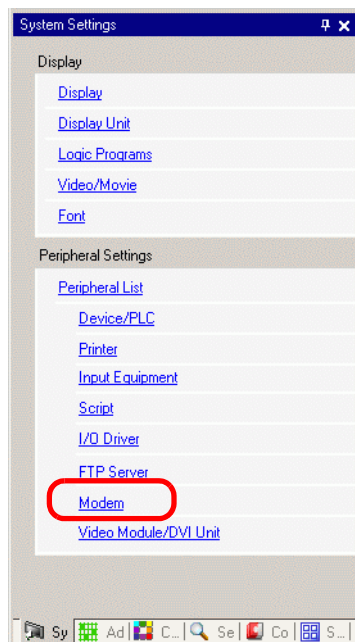 System Settings
Display
Display
Display Unit
Logic Programs
Video/Movie
Font
Peripheral Settings
Peripheral List
Device/PLC
Printer
Input Equipment
Script
I/O Driver
FTP Server
Modem
Video Module/DVI Unit
Sy Ad C... Se Co S...